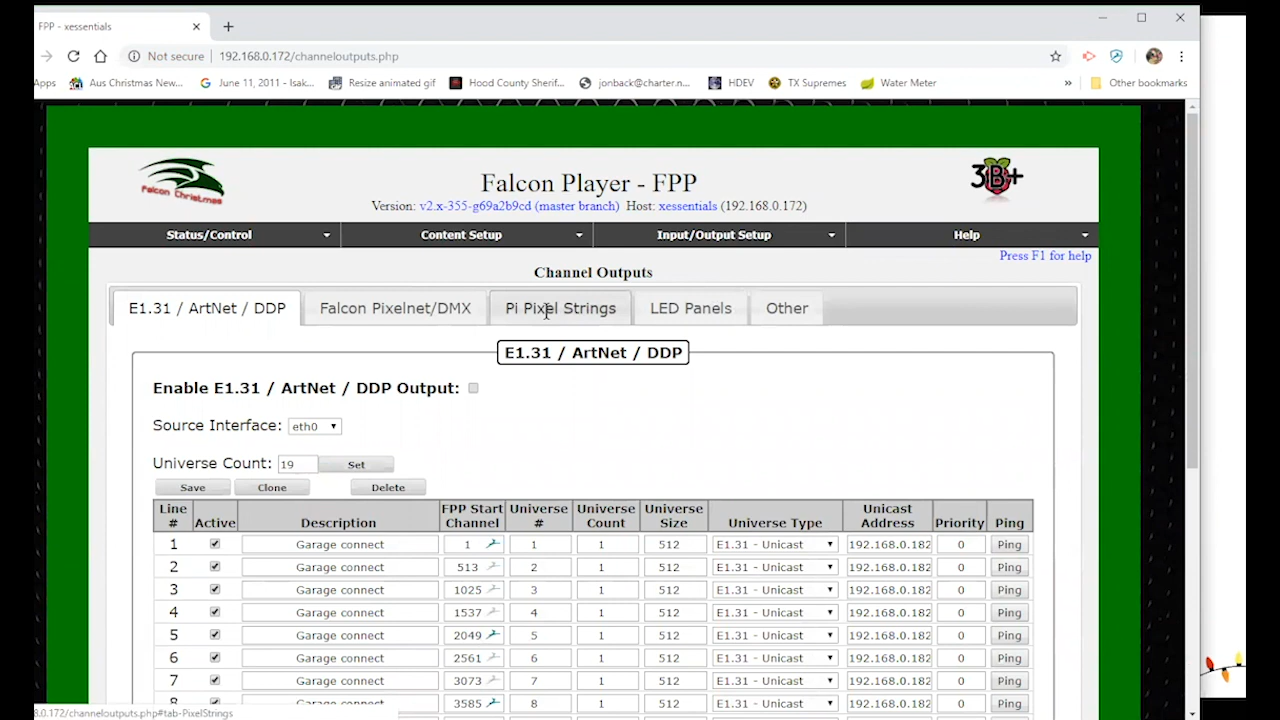 FPP - xessentials
Not secure 192.168.0.172/channeloutputs.php
Apps Aus Christmas New... June 11, 2011 - Isak... Resize animated gif Hood County Sherif... jonback@charter.n... HDEV TX Supremes Water Meter » Other bookmarks
Falcon Christmas
3B+
Falcon Player - FPP
Version: v2.x-355-g69a2b9cd (master branch) Host: xessentials (192.168.0.172)
Status/Control Content Setup Input/Output Setup Help
Press F1 for help
Channel Outputs
E1.31 / ArtNet / DDP Falcon Pixelnet/DMX Pi Pixel Strings LED Panels Other
E1.31 / ArtNet / DDP
Enable E1.31 / ArtNet / DDP Output:
Source Interface: eth0
Universe Count: 19 Set
Save Clone Delete
Line # Active Description FPP Start Channel Universe # Universe Count Universe Size Universe Type Unicast Address Priority Ping
1 Garage connect 1 1 1 512 E1.31 - Unicast 192.168.0.182 0 Ping
2 Garage connect 513 2 1 512 E1.31 - Unicast 192.168.0.182 0 Ping
3 Garage connect 1025 3 1 512 E1.31 - Unicast 192.168.0.182 0 Ping
4 Garage connect 1537 4 1 512 E1.31 - Unicast 192.168.0.182 0 Ping
5 Garage connect 2049 5 1 512 E1.31 - Unicast 192.168.0.182 0 Ping
6 Garage connect 2561 6 1 512 E1.31 - Unicast 192.168.0.182 0 Ping
7 Garage connect 3073 7 1 512 E1.31 - Unicast 192.168.0.182 0 Ping
8 Garage connect 3585 8 1 512 E1.31 - Unicast 192.168.0.182 0 Ping
8.0.172/channeloutputs.php#tab-PixelStrings